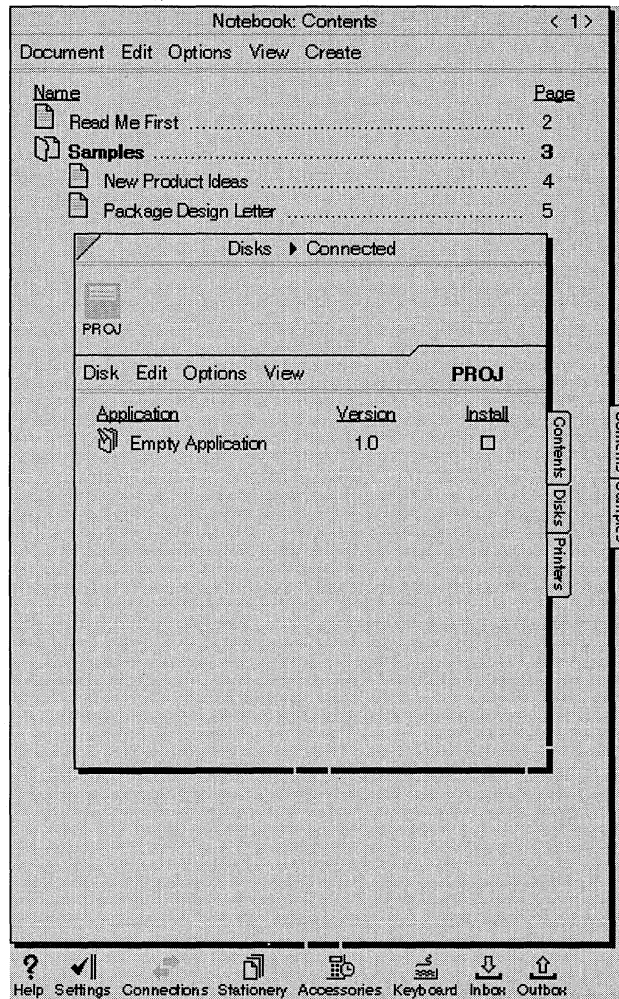 Notebook: Contents < 1 >
Document Edit Options View Create
Name Page
Read Me First 2
Samples 3
New Product Ideas 4
Package Design Letter 5
Disks ▶ Connected
PROJ
Disk Edit Options View PROJ
Application Version Install
Empty Application 1.0
Contents
Disks
Printers
Help Settings Connections Stationery Accessories Keyboard Inbox Outbox